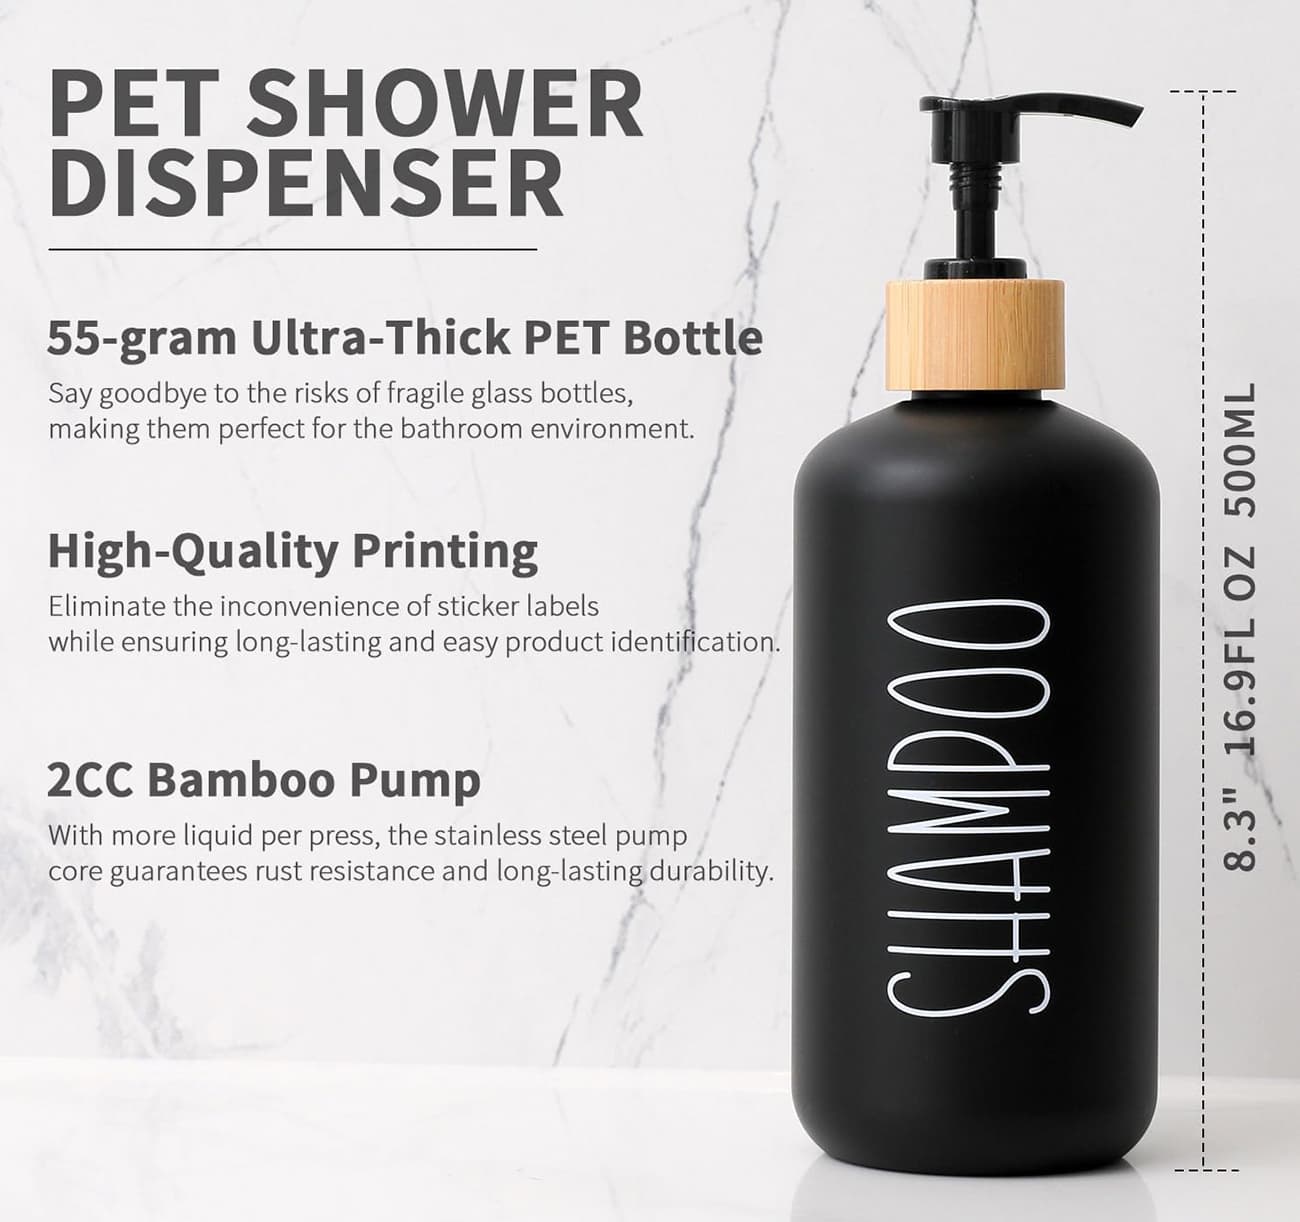 PET SHOWER
DISPENSER
55-gram Ultra-Thick PET Bottle
Say goodbye to the risks of fragile glass bottles,
making them perfect for the bathroom environment.
High-Quality Printing
Eliminate the inconvenience of sticker labels
while ensuring long-lasting and easy product identification.
2CC Bamboo Pump
With more liquid per press, the stainless steel pump
core guarantees rust resistance and long-lasting durability.
SHAMPOO
8.3" 16.9FL OZ 500ML